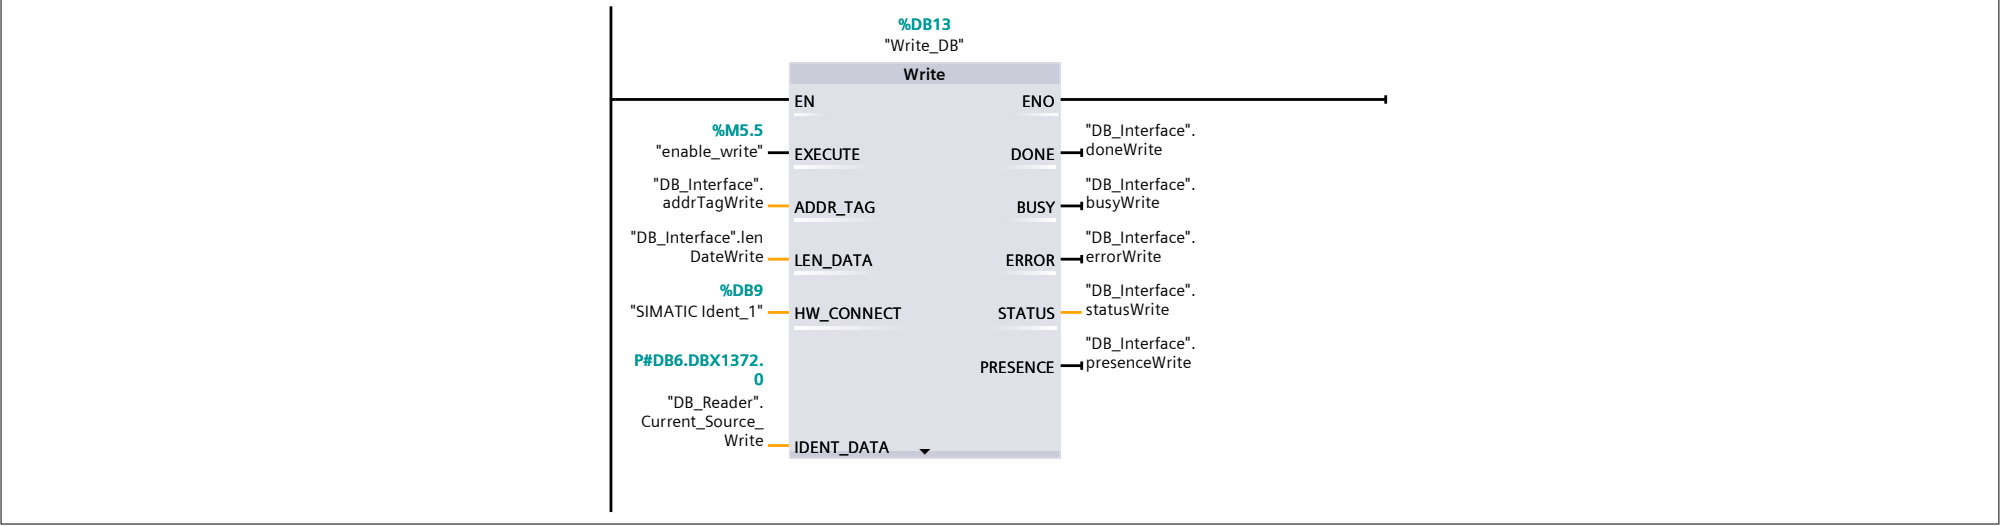 %DB13
"Write_DB"
Write
EN
ENO
%M5.5
"enable_write"
EXECUTE
DONE
"DB_Interface".
doneWrite
"DB_Interface".
addrTagWrite
ADDR_TAG
BUSY
"DB_Interface".
busyWrite
"DB_Interface".len
DateWrite
LEN_DATA
ERROR
"DB_Interface".
errorWrite
%DB9
"SIMATIC Ident_1"
HW_CONNECT
STATUS
"DB_Interface".
statusWrite
P#DB6.DBX1372.
0
"DB_Reader".
Current_Source_
Write
IDENT_DATA
PRESENCE
"DB_Interface".
presenceWrite